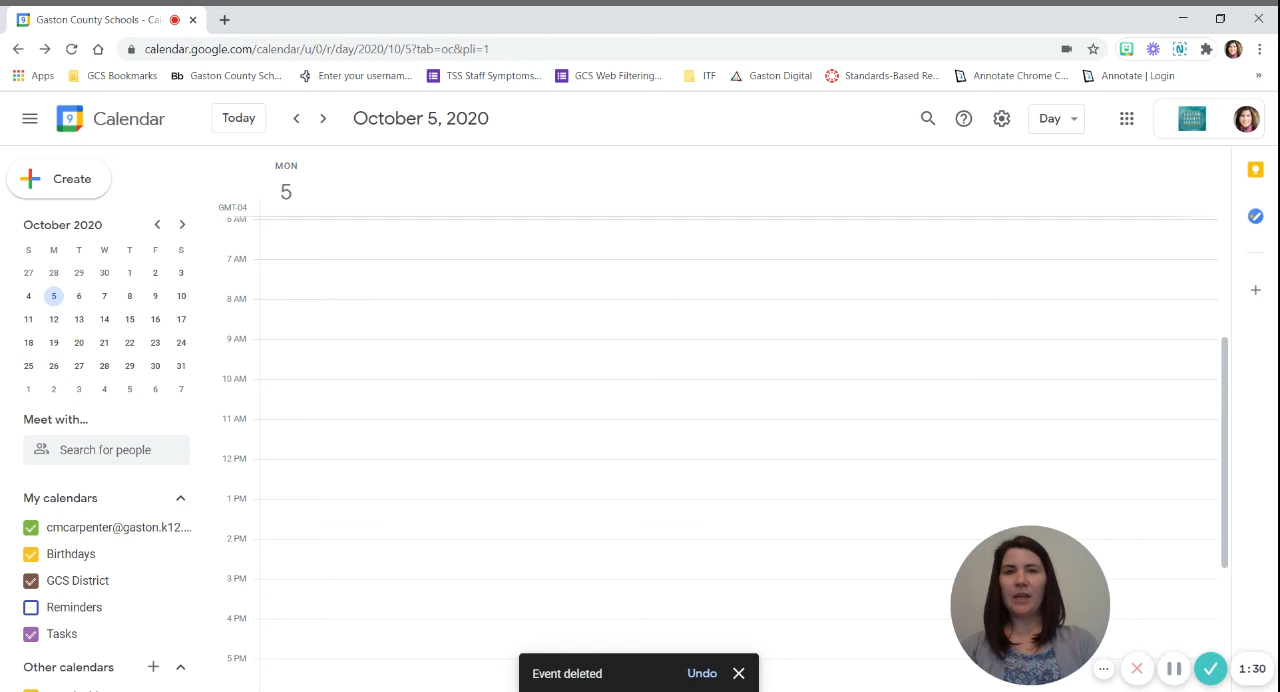 Gaston County Schools - Cal
calendar.google.com/calendar/u/0/r/day/2020/10/5?tab=oc&pli=1
Apps GCS Bookmarks Bb Gaston County Sch... Enter your usernam... TSS Staff Symptoms... GCS Web Filtering... ITF Gaston Digital Standards-Based Re... Annotate Chrome C... Annotate | Login »
9 Calendar Today October 5, 2020 Day
Create
MON
5
GMT-04
October 2020
S M T W T F S
27 28 29 30 1 2 3
4 5 6 7 8 9 10
11 12 13 14 15 16 17
18 19 20 21 22 23 24
25 26 27 28 29 30 31
1 2 3 4 5 6 7
Meet with...
Search for people
My calendars
cmcarpenter@gaston.k12....
Birthdays
GCS District
Reminders
Tasks
Other calendars
6 AM
7 AM
8 AM
9 AM
10 AM
11 AM
12 PM
1 PM
2 PM
3 PM
4 PM
5 PM
Event deleted Undo
1:30